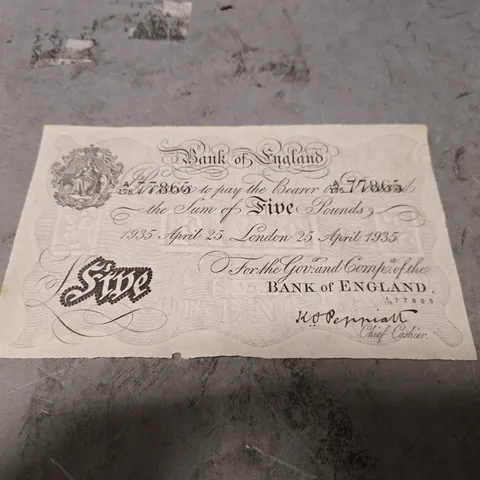 Bank of England
77865 to pay the Bearer 77865
the Sum of Five Pounds
1935 April 25 London 25 April 1935
For the Govr. and Compa. of the
BANK OF ENGLAND.
77865
Five
K.O. Peppiatt
Chief Cashier.